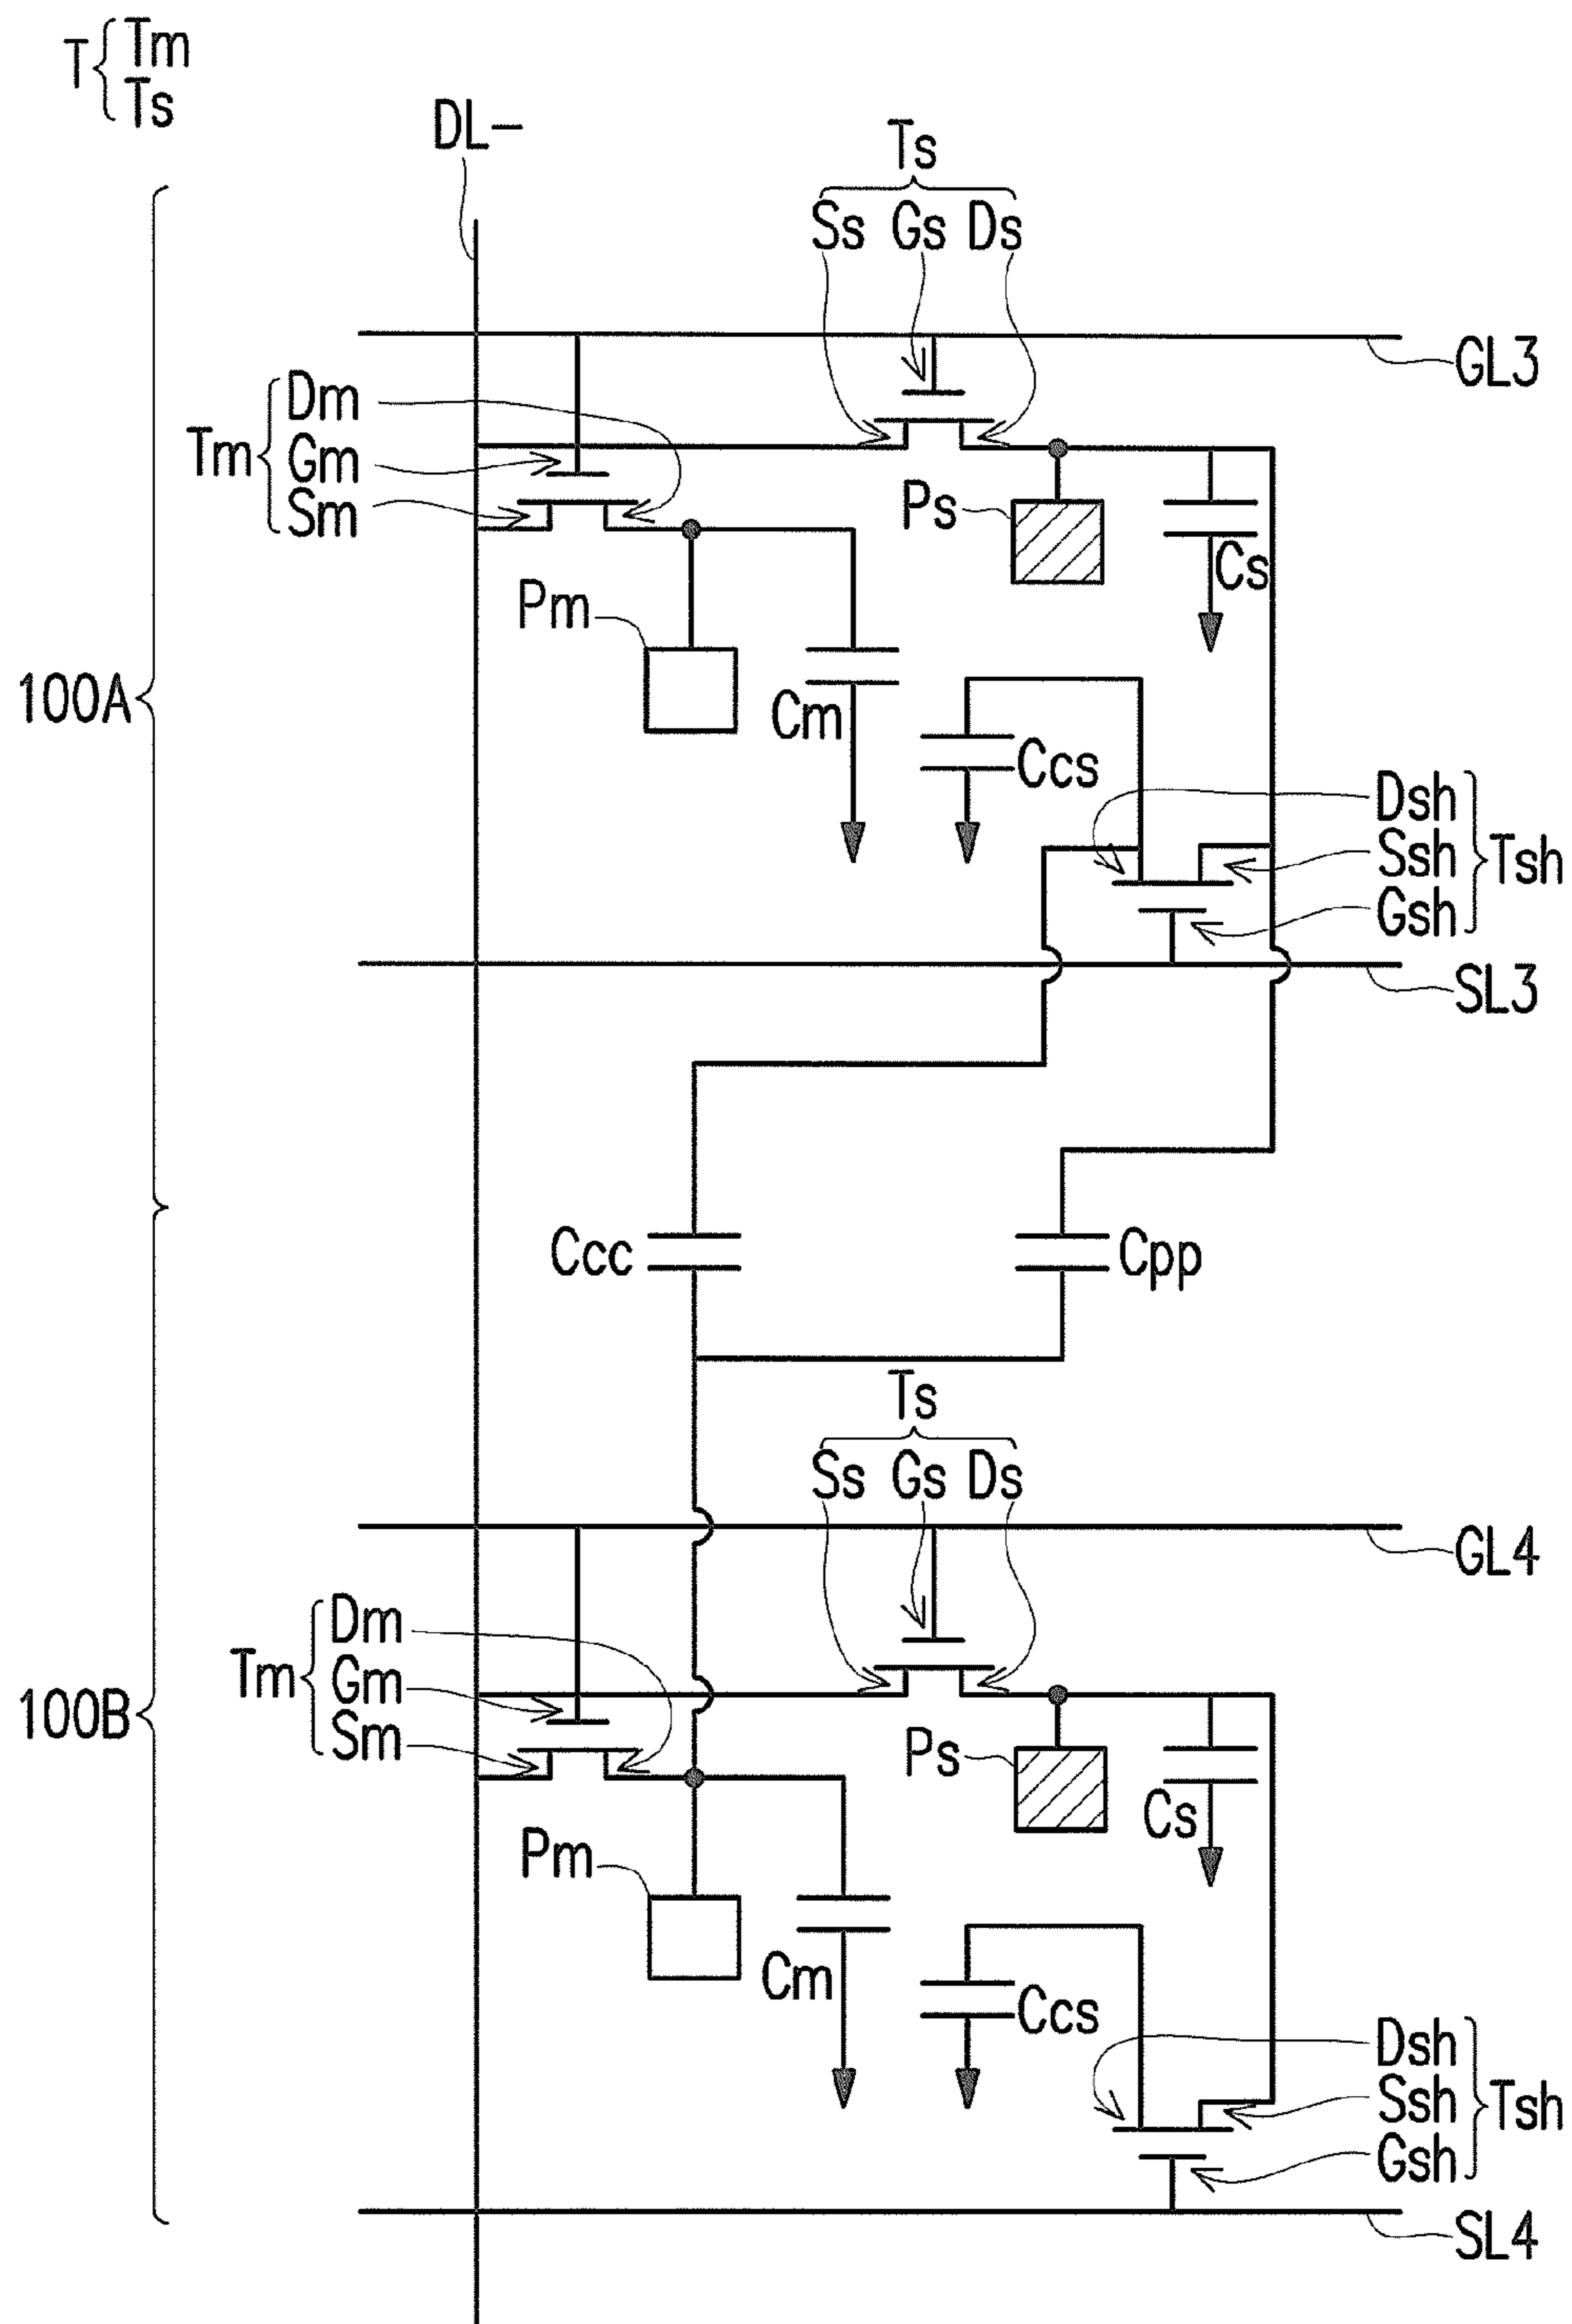 T { Tm
Ts
DL-
Ts
Ss Gs Ds
GL3
Dm
Tm { Gm
Sm
Ps
Cs
Pm
100A
Cm
Ccs
Dsh
Ssh } Tsh
Gsh
SL3
Ccc
Cpp
Ts
Ss Gs Ds
GL4
Dm
Tm { Gm
Sm
100B
Ps
Cs
Pm
Cm
Ccs
Dsh
Ssh } Tsh
Gsh
SL4